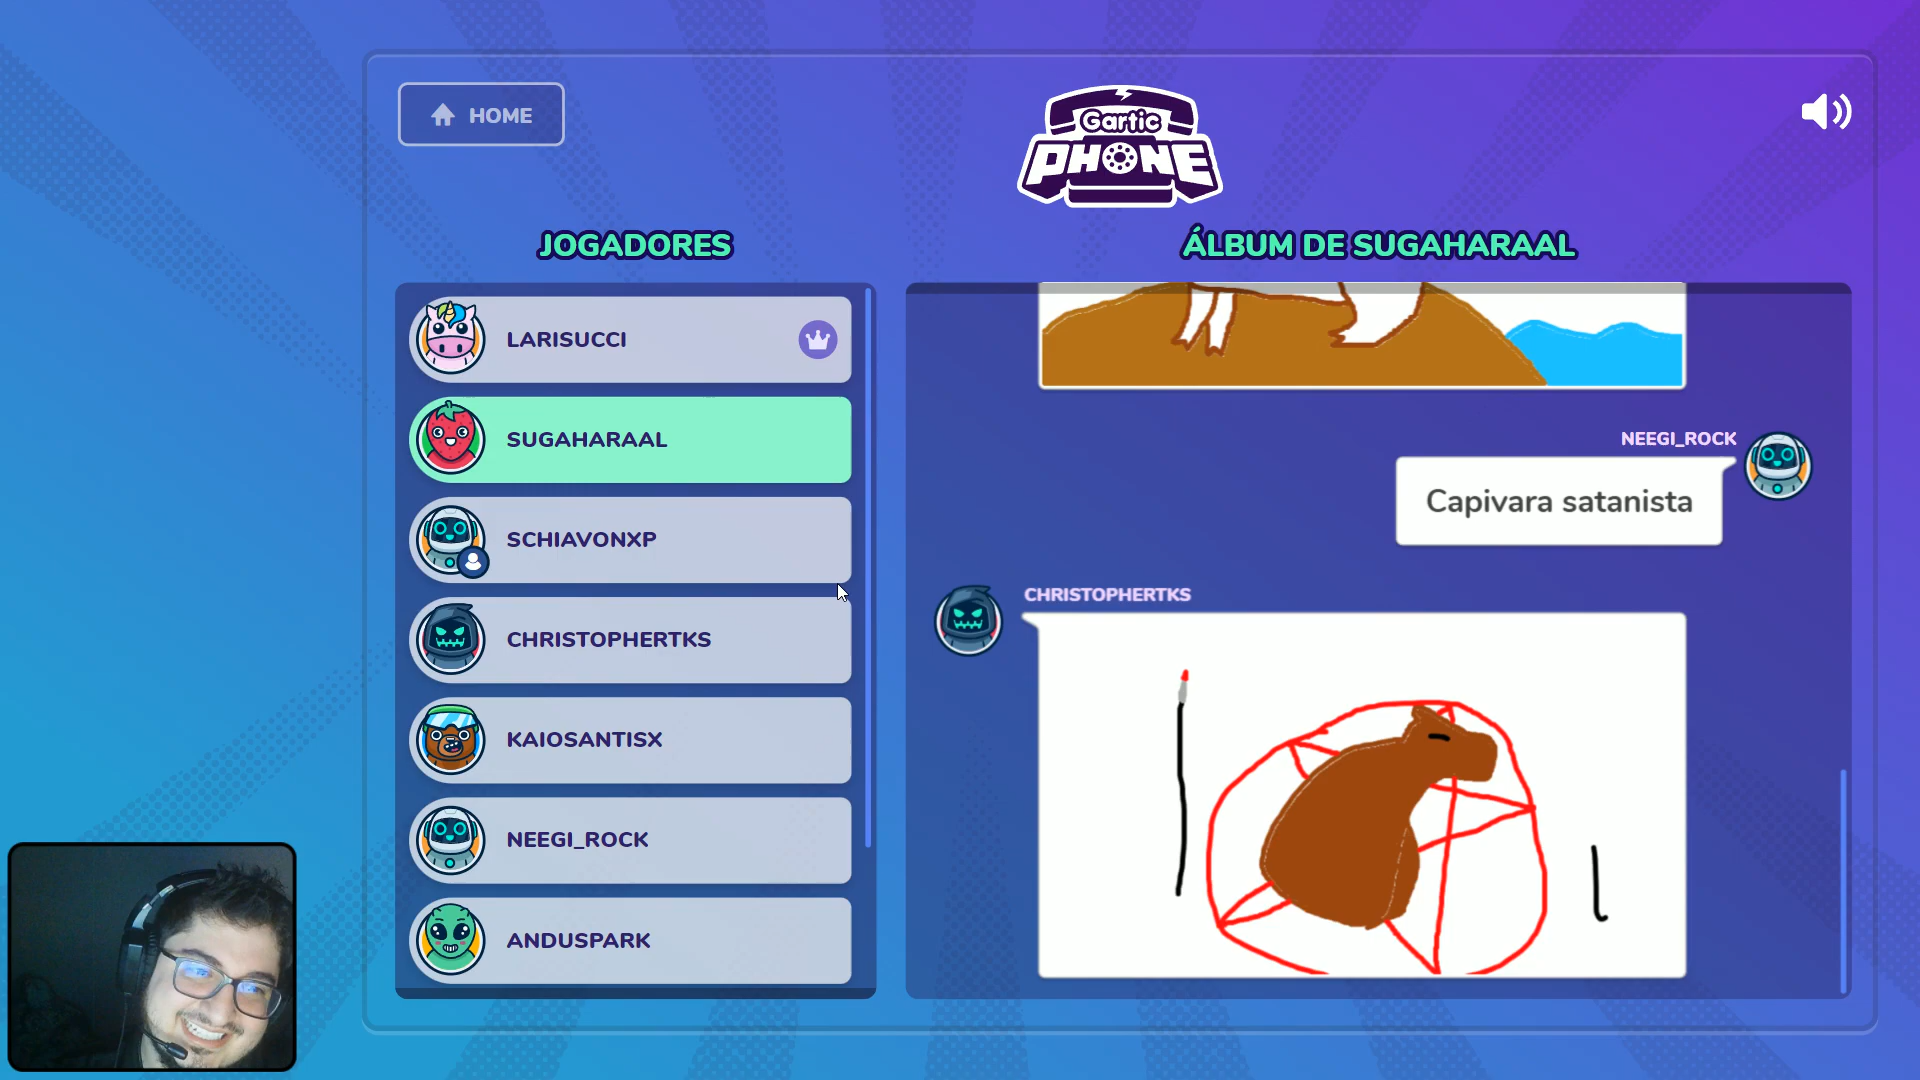 HOME
Gartic
PHONE
JOGADORES
LARISUCCI
SUGAHARAAL
SCHIAVONXP
CHRISTOPHERTKS
KAIOSANTISX
NEEGI_ROCK
ANDUSPARK
ÁLBUM DE SUGAHARAAL
NEEGI_ROCK
Capivara satanista
CHRISTOPHERTKS